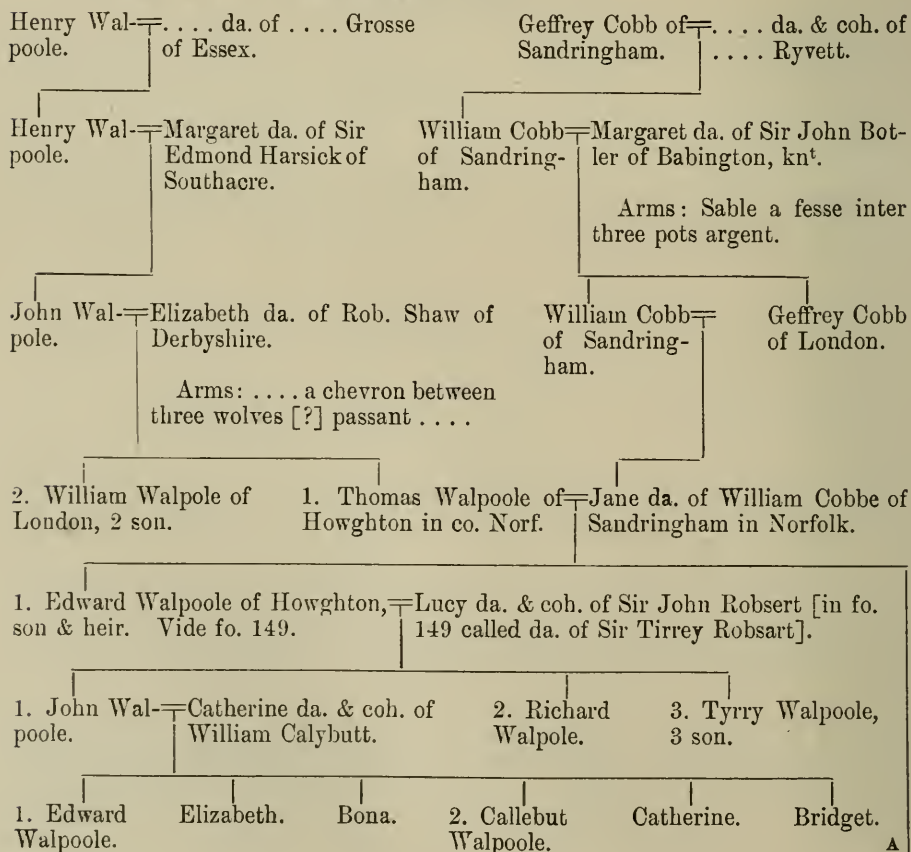 Henry Wal-╤. . . . da. of . . . . Grosse
poole. of Essex.
Geffrey Cobb of╤. . . . da. & coh. of
Sandringham. . . . . Ryvett.
Henry Wal-╤Margaret da. of Sir
poole. Edmond Harsick of
Southacre.
William Cobb╤Margaret da. of Sir John Bot-
of Sandring- ler of Babington, knᵗ.
ham.
Arms: Sable a fesse inter
three pots argent.
John Wal-╤Elizabeth da. of Rob. Shaw of
pole. Derbyshire.
Arms: . . . . a chevron between
three wolves [?] passant . . . .
William Cobb╤
of Sandring-
ham.
Geffrey Cobb
of London.
2. William Walpole of
London, 2 son.
1. Thomas Walpoole of╤Jane da. of William Cobbe of
Howghton in co. Norf. Sandringham in Norfolk.
1. Edward Walpoole of Howghton,╤Lucy da. & coh. of Sir John Robsert [in fo.
son & heir. Vide fo. 149. 149 called da. of Sir Tirrey Robsart].
1. John Wal-╤Catherine da. & coh. of
poole. William Calybutt.
2. Richard
Walpole.
3. Tyrry Walpoole,
3 son.
1. Edward
Walpoole.
Elizabeth.
Bona.
2. Callebut
Walpoole.
Catherine.
Bridget.
A